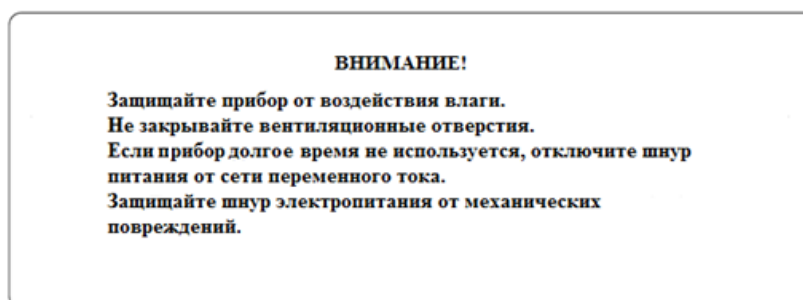 ВНИМАНИЕ!
Защищайте прибор от воздействия влаги.
Не закрывайте вентиляционные отверстия.
Если прибор долгое время не используется, отключите шнур
питания от сети переменного тока.
Защищайте шнур электропитания от механических
повреждений.